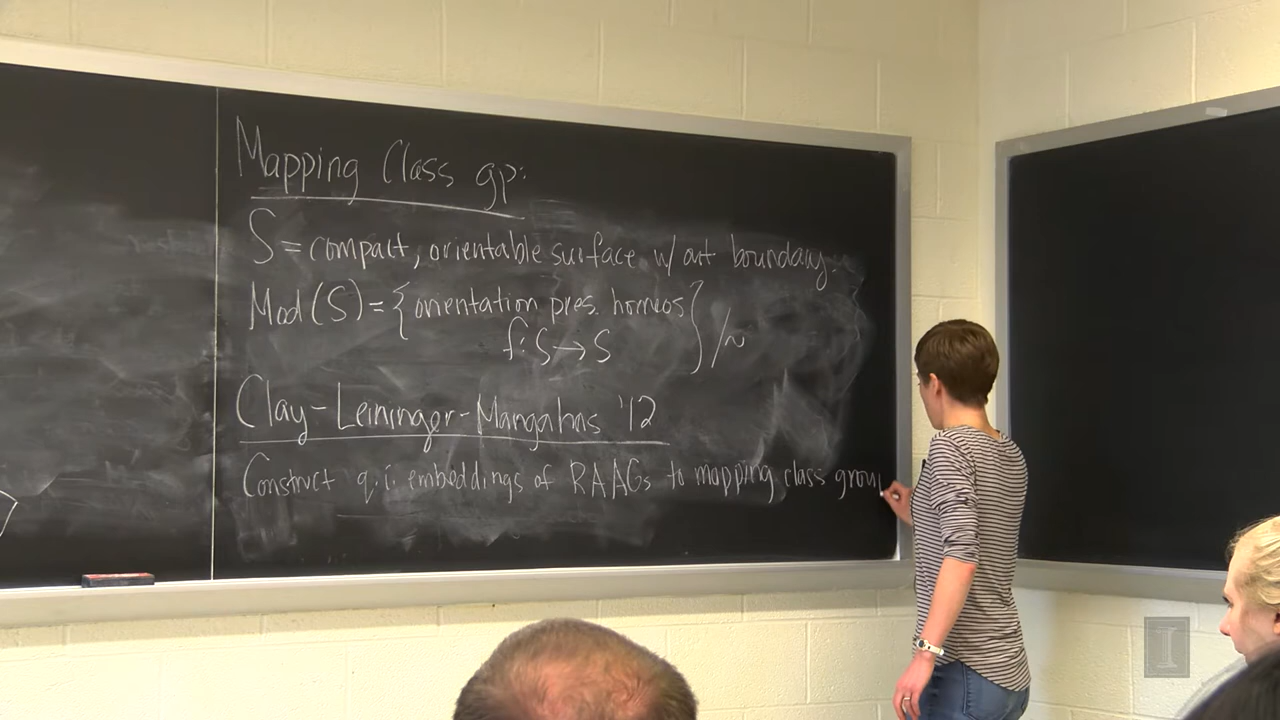 Mapping Class gp:
S = compact, orientable surface w/ out boundary.
Mod(S) = { orientation pres. homeos
f: S → S } / ~
Clay-Leininger-Mangahas '12
Construct q.i. embeddings of RAAGs to mapping class group
I